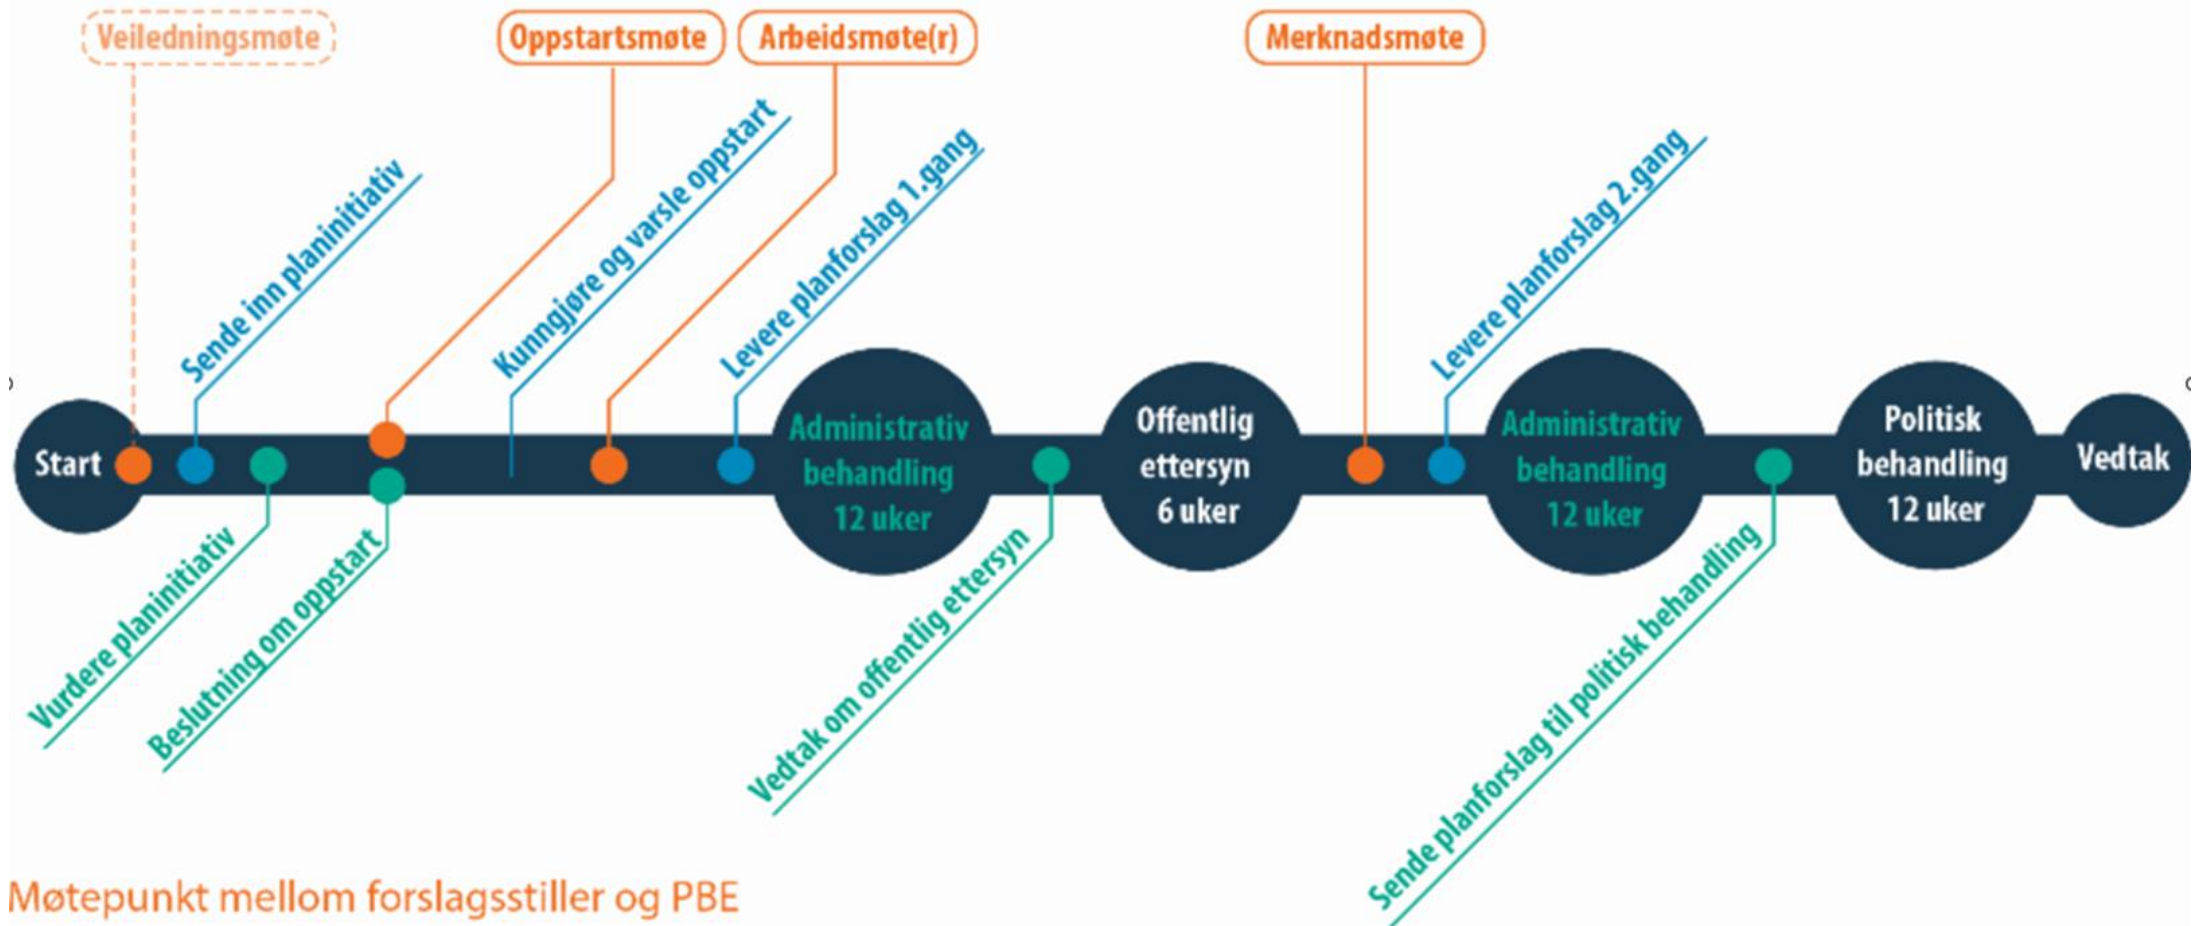 Veiledningsmøte
Oppstartsmøte
Arbeidsmøte(r)
Merknadsmøte
Sende inn planinitiativ
Kunngjøre og varsle oppstart
Levere planforslag 1.gang
Levere planforslag 2.gang
Start
Administrativ
behandling
12 uker
Offentlig
ettersyn
6 uker
Administrativ
behandling
12 uker
Politisk
behandling
12 uker
Vedtak
Vurdere planinitiativ
Beslutning om oppstart
Vedtak om offentlig ettersyn
Sende planforslag til politisk behandling
Møtepunkt mellom forslagsstiller og PBE